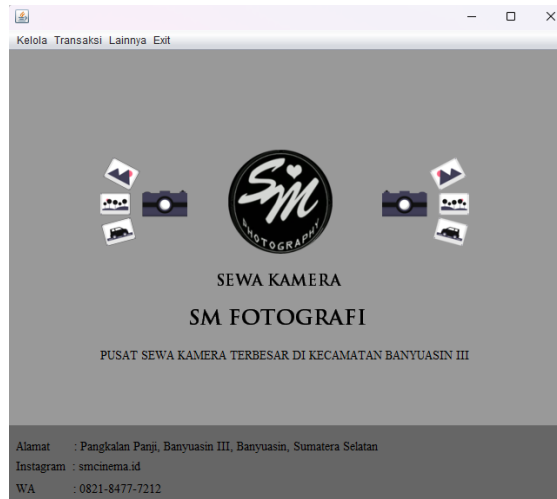 Kelola Transaksi Lainnya Exit
SM
PHOTOGRAPHY
SEWA KAMERA
SM FOTOGRAFI
PUSAT SEWA KAMERA TERBESAR DI KECAMATAN BANYUASIN III
Alamat : Pangkalan Panji, Banyuasin III, Banyuasin, Sumatera Selatan
Instagram : smcinema.id
WA : 0821-8477-7212